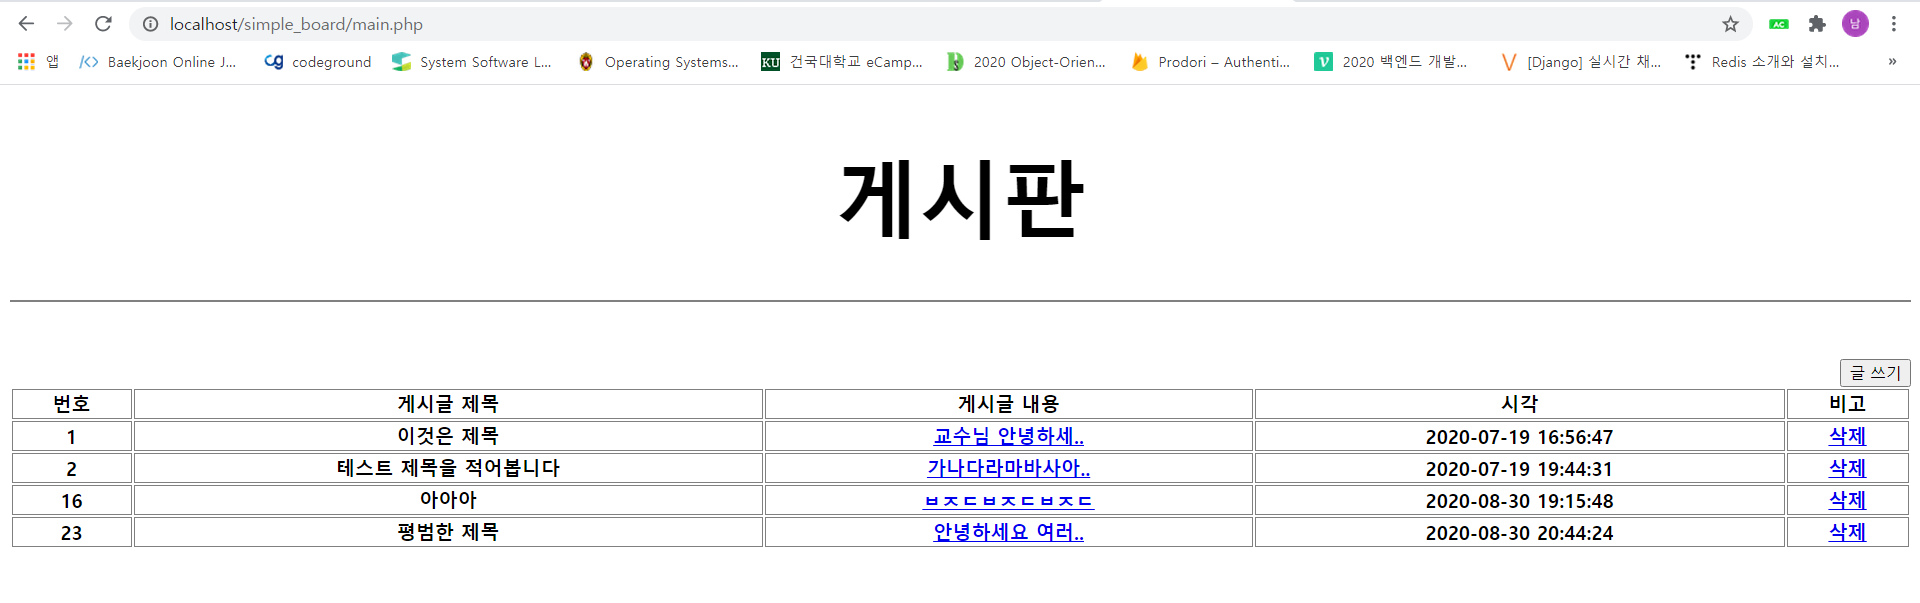 localhost/simple_board/main.php
남
앱 Baekjoon Online J... codeground System Software L... Operating Systems... KU 건국대학교 eCamp... 2020 Object-Orien... Prodori – Authenti... 2020 백엔드 개발... [Django] 실시간 채... Redis 소개와 설치... »
게시판
글 쓰기
번호 게시글 제목 게시글 내용 시각 비고
1 이것은 제목 교수님 안녕하세.. 2020-07-19 16:56:47 삭제
2 테스트 제목을 적어봅니다 가나다라마바사아.. 2020-07-19 19:44:31 삭제
16 아아아 ㅂㅈㄷㅂㅈㄷㅂㅈㄷ 2020-08-30 19:15:48 삭제
23 평범한 제목 안녕하세요 여러.. 2020-08-30 20:44:24 삭제